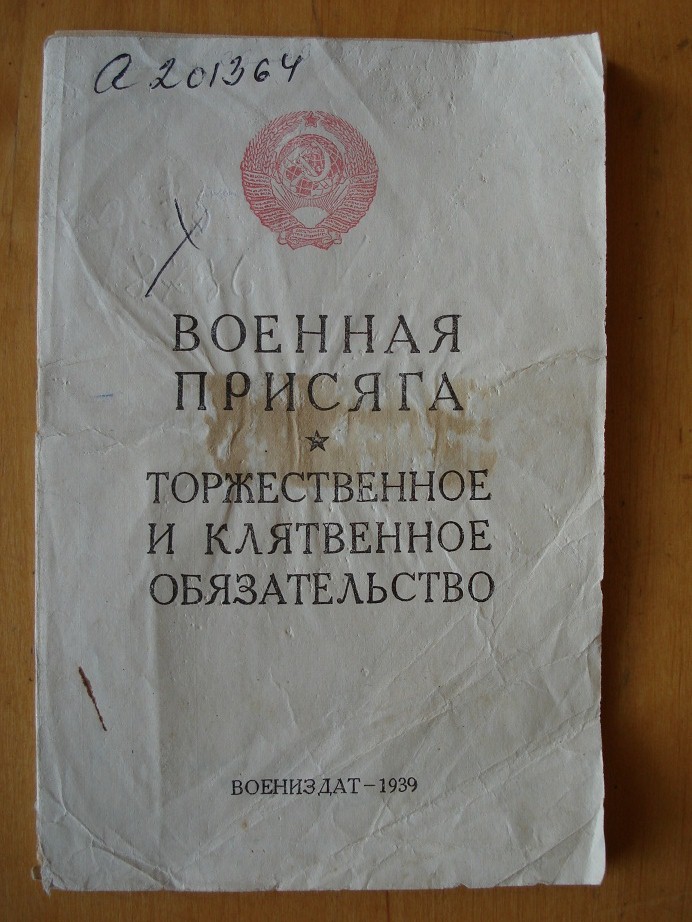 А 201364
ВОЕННАЯ
ПРИСЯГА
ТОРЖЕСТВЕННОЕ
И КЛЯТВЕННОЕ
ОБЯЗАТЕЛЬСТВО
ВОЕНИЗДАТ – 1939